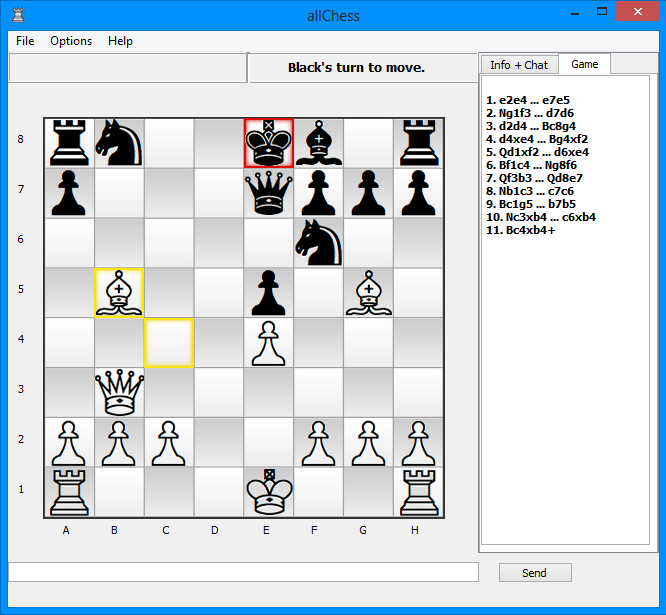 allChess
File Options Help
Black's turn to move.
Info + Chat Game
1. e2e4 ... e7e5
2. Ng1f3 ... d7d6
3. d2d4 ... Bc8g4
4. d4xe4 ... Bg4xf2
5. Qd1xf2 ... d6xe4
6. Bf1c4 ... Ng8f6
7. Qf3b3 ... Qd8e7
8. Nb1c3 ... c7c6
9. Bc1g5 ... b7b5
10. Nc3xb4 ... c6xb4
11. Bc4xb4+
8
7
6
5
4
3
2
1
A B C D E F G H
Send